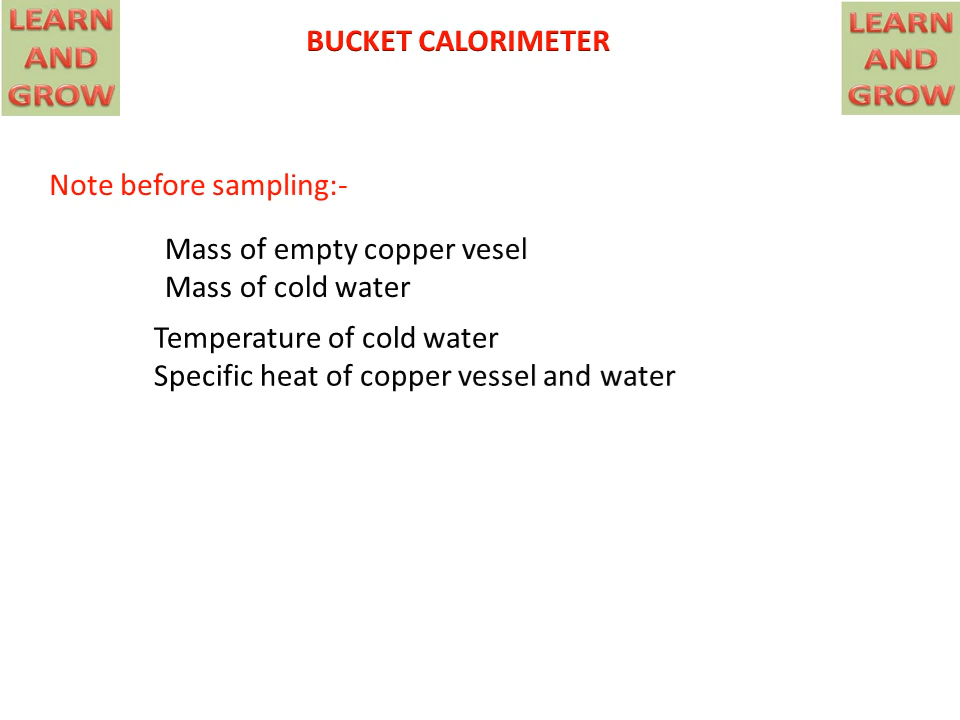 LEARN
AND
GROW
BUCKET CALORIMETER
LEARN
AND
GROW
Note before sampling:-
Mass of empty copper vesel
Mass of cold water
Temperature of cold water
Specific heat of copper vessel and water